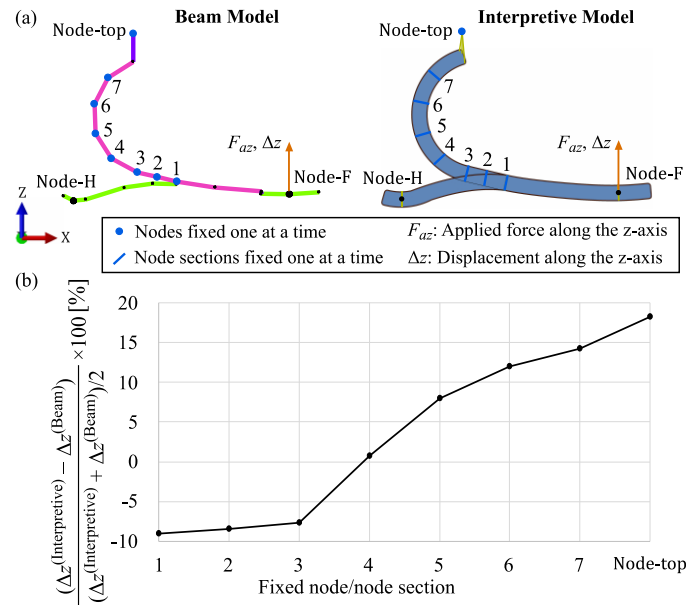 (a)
Beam Model
Interpretive Model
Node-top
Node-top
7
6
5
4
3
2
1
F_az, Δz
Node-H
Node-F
3
2
1
F_az, Δz
Node-H
Node-F
Z
X
Nodes fixed one at a time
F_az: Applied force along the z-axis
Node sections fixed one at a time
Δz: Displacement along the z-axis
(b)
(Δz^(Interpretive) − Δz^(Beam))
(Δz^(Interpretive) + Δz^(Beam))/2
×100 [%]
20
15
10
5
0
-5
-10
1 2 3 4 5 6 7 Node-top
Fixed node/node section